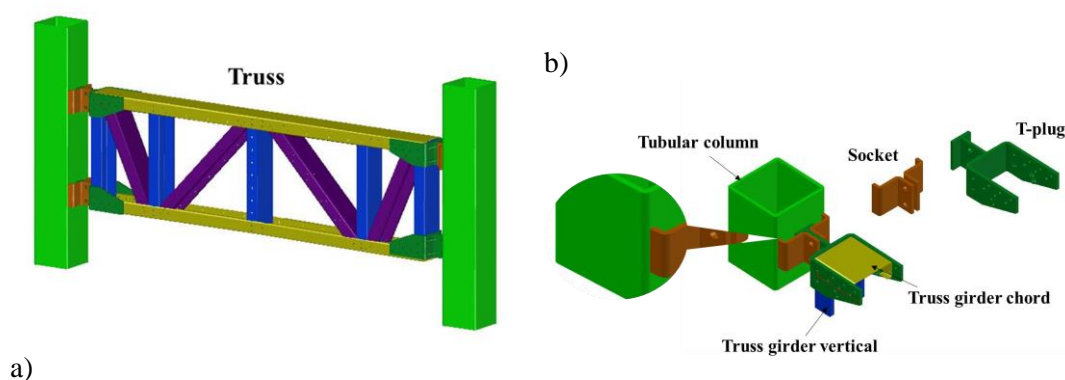 Truss
a)
b)
T-plug
Socket
Tubular column
Truss girder chord
Truss girder vertical